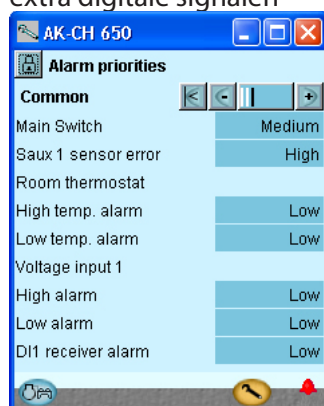 extra digitale signalen
AK-CH 650
Alarm priorities
Common
Main Switch Medium
Saux 1 sensor error High
Room thermostat
High temp. alarm Low
Low temp. alarm Low
Voltage input 1
High alarm Low
Low alarm Low
DI1 receiver alarm Low